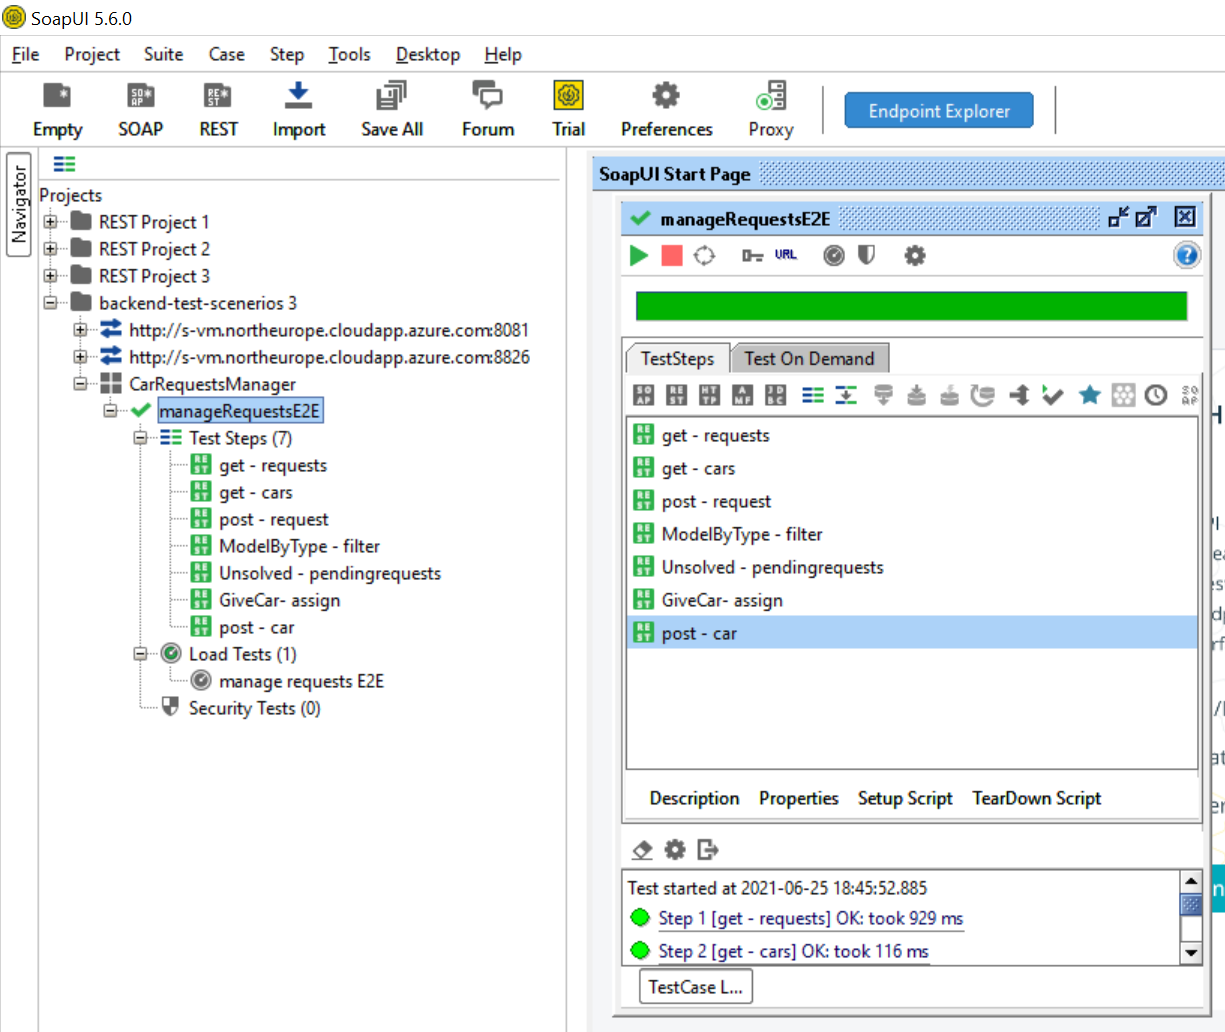 SoapUI 5.6.0
File Project Suite Case Step Tools Desktop Help
Empty SOAP REST Import Save All Forum Trial Preferences Proxy Endpoint Explorer
Navigator
Projects
REST Project 1
REST Project 2
REST Project 3
backend-test-scenerios 3
http://s-vm.northeurope.cloudapp.azure.com:8081
http://s-vm.northeurope.cloudapp.azure.com:8826
CarRequestsManager
manageRequestsE2E
Test Steps (7)
get - requests
get - cars
post - request
ModelByType - filter
Unsolved - pendingrequests
GiveCar- assign
post - car
Load Tests (1)
manage requests E2E
Security Tests (0)
SoapUI Start Page
manageRequestsE2E
URL
TestSteps Test On Demand
get - requests
get - cars
post - request
ModelByType - filter
Unsolved - pendingrequests
GiveCar- assign
post - car
Description Properties Setup Script TearDown Script
Test started at 2021-06-25 18:45:52.885
Step 1 [get - requests] OK: took 929 ms
Step 2 [get - cars] OK: took 116 ms
TestCase L...